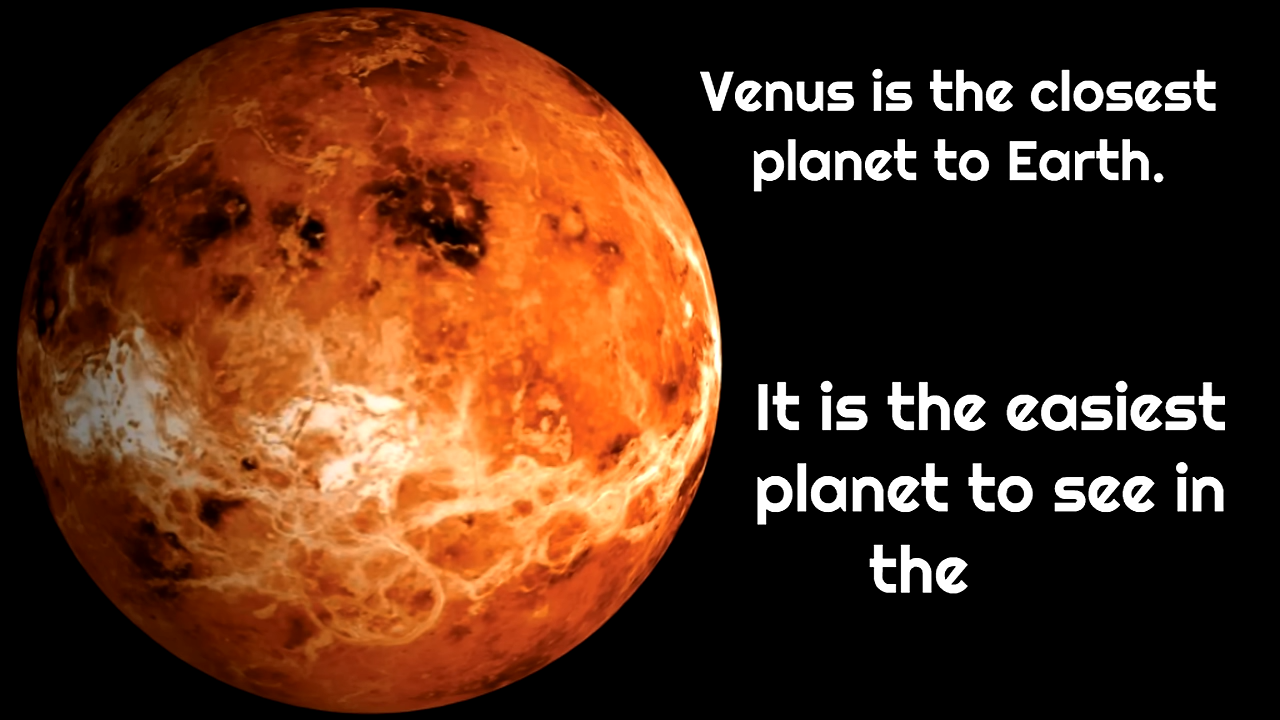 Venus is the closest
planet to Earth.
It is the easiest
planet to see in
the